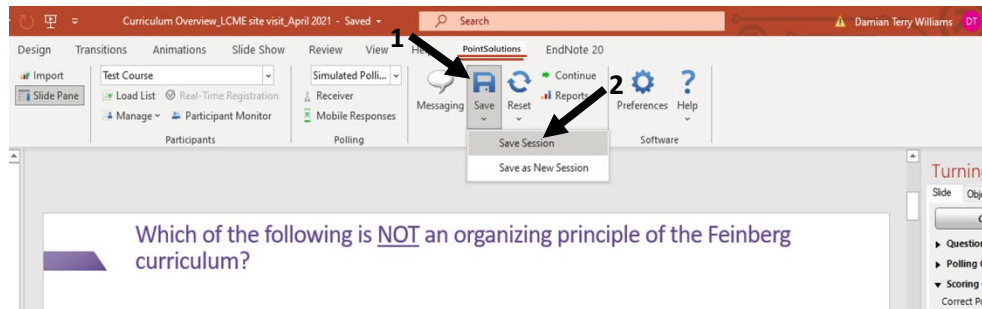 Curriculum Overview_LCME site visit_April 2021 - Saved
Search
Damian Terry Williams
DT
Design Transitions Animations Slide Show Review View PointSolutions EndNote 20
1
Import
Test Course
Simulated Polli...
Continue
Slide Pane
Load List
Real-Time Registration
Receiver
Messaging
Save
Reset
Reports
2
Preferences
Help
Manage
Participant Monitor
Mobile Responses
Participants
Polling
Software
Save Session
Save as New Session
Which of the following is NOT an organizing principle of the Feinberg
curriculum?
Slide
Polling
Scoring
Correct